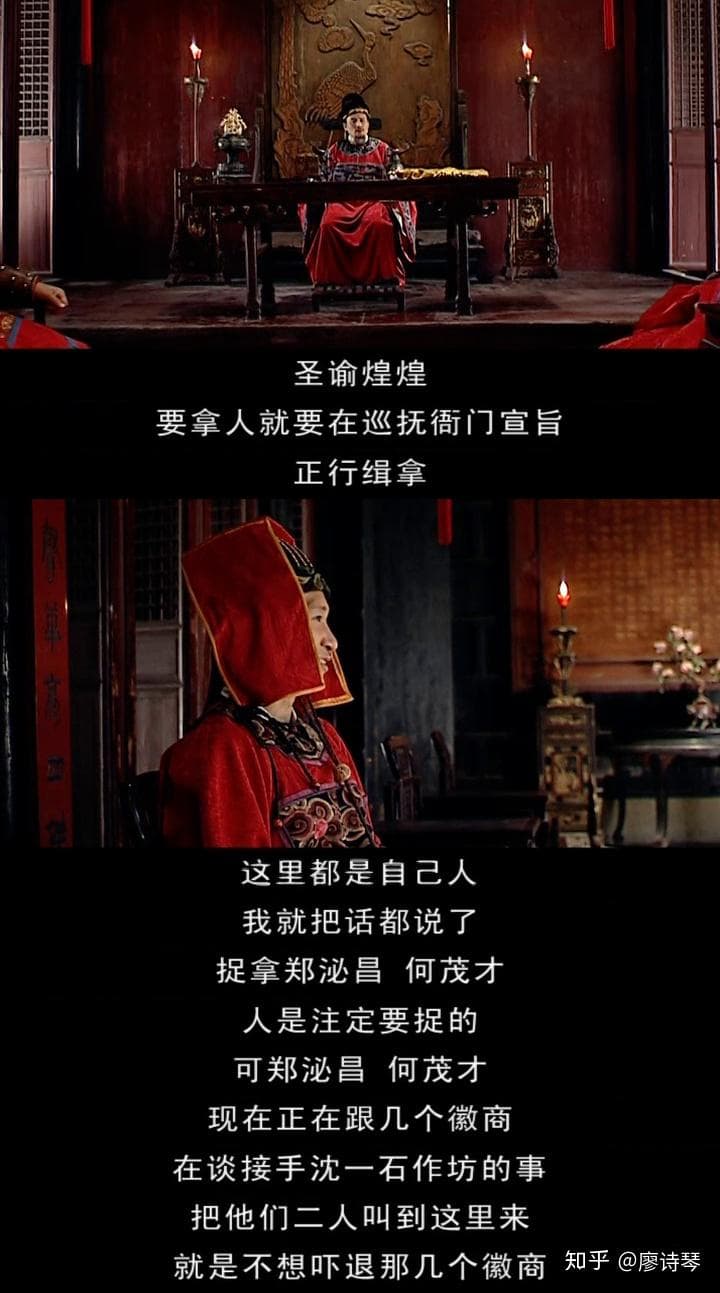 圣谕煌煌
要拿人就要在巡抚衙门宣旨
正行缉拿
这里都是自己人
我就把话都说了
捉拿郑泌昌 何茂才
人是注定要捉的
可郑泌昌 何茂才
现在正在跟几个徽商
在谈接手沈一石作坊的事
把他们二人叫到这里来
就是不想吓退那几个徽商
知乎 @廖诗琴